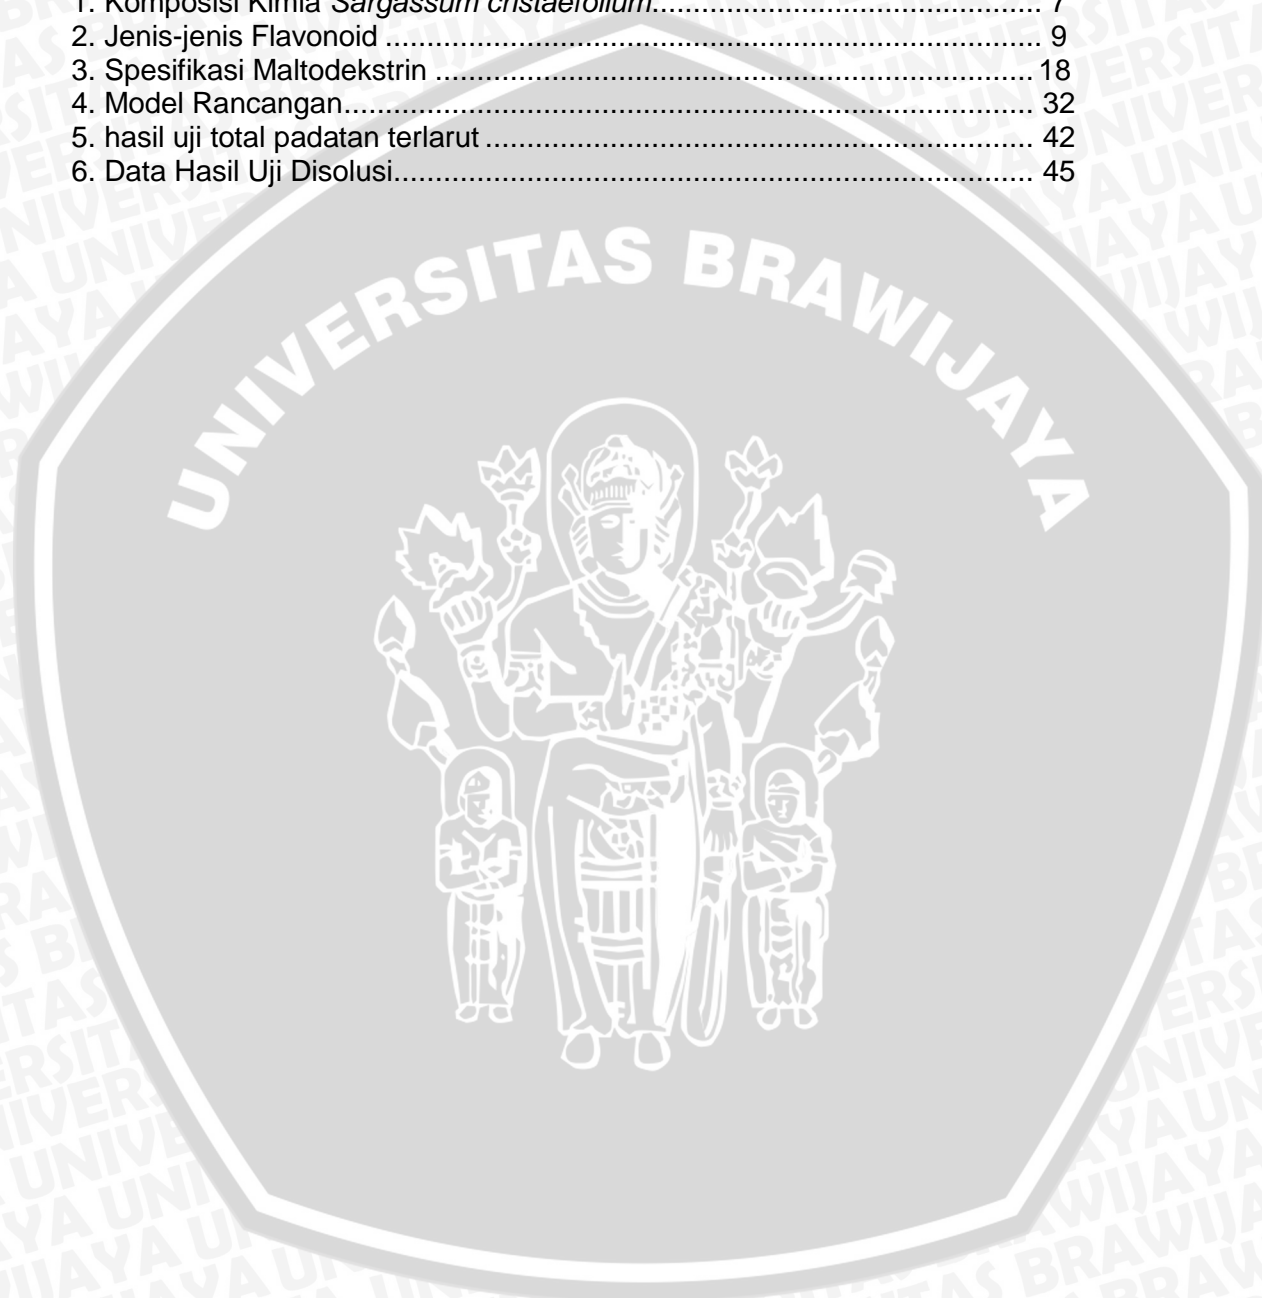 1. Komposisi Kimia Sargassum cristaefolium............................................... 7
2. Jenis-jenis Flavonoid ............................................................................... 9
3. Spesifikasi Maltodekstrin ........................................................................ 18
4. Model Rancangan................................................................................... 32
5. hasil uji total padatan terlarut .................................................................. 42
6. Data Hasil Uji Disolusi............................................................................. 45
UNIVERSITAS BRAWIJAYA